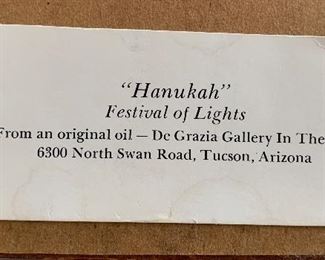 “Hanukah”
Festival of Lights
From an original oil — De Grazia Gallery In The
6300 North Swan Road, Tucson, Arizona